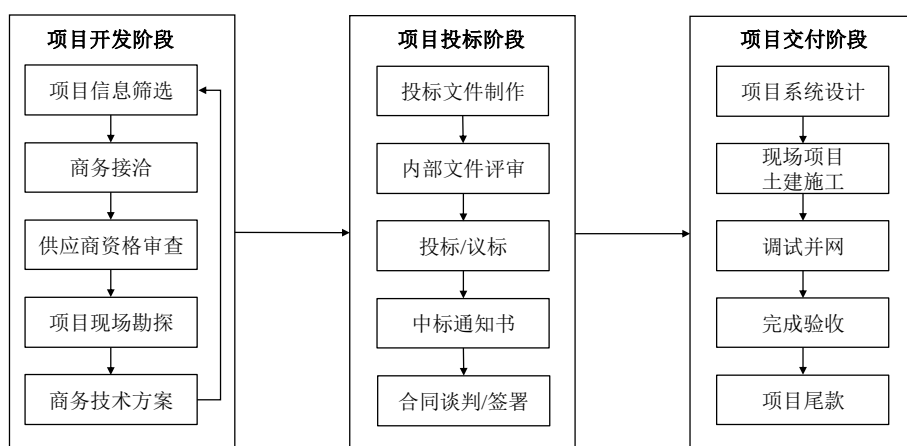 项目开发阶段
项目信息筛选
商务接洽
供应商资格审查
项目现场勘探
商务技术方案
项目投标阶段
投标文件制作
内部文件评审
投标/议标
中标通知书
合同谈判/签署
项目交付阶段
项目系统设计
现场项目
土建施工
调试并网
完成验收
项目尾款